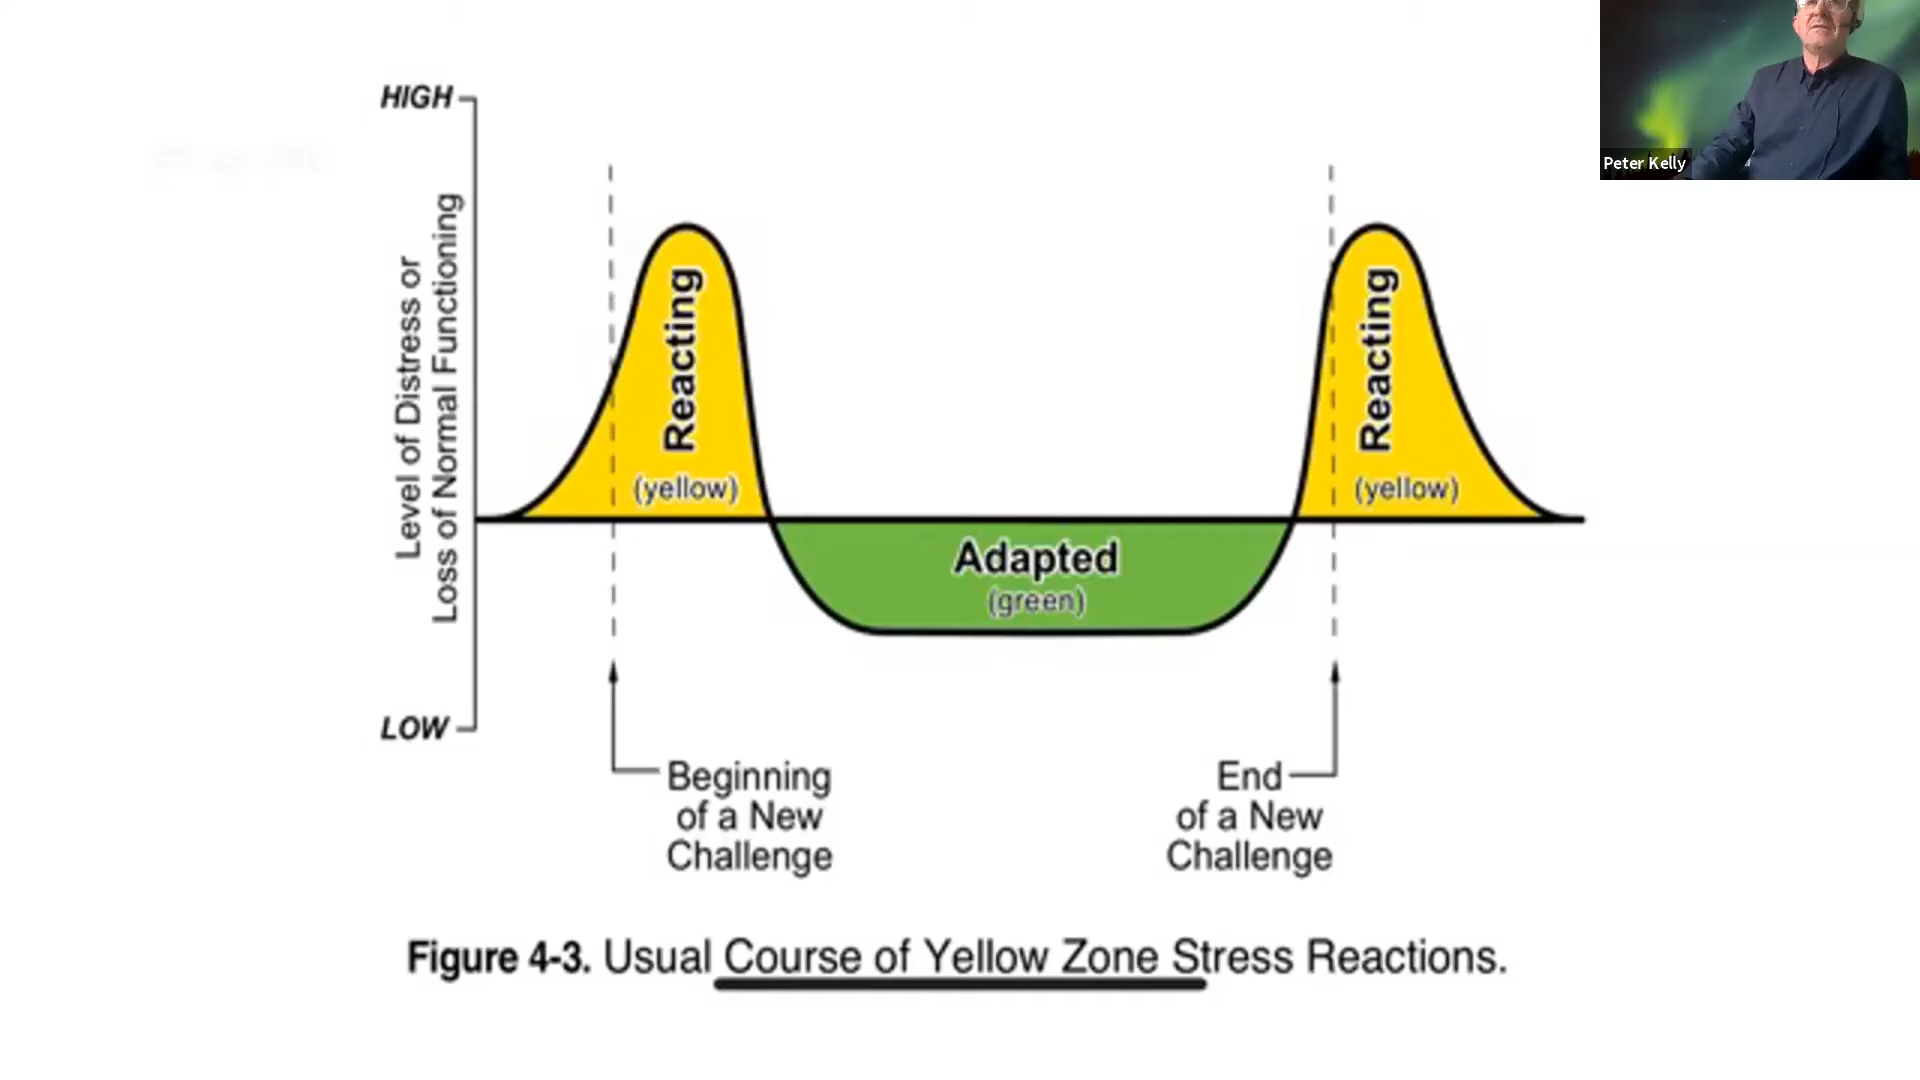 HIGH
Level of Distress or
Loss of Normal Functioning
LOW
Reacting
(yellow)
Adapted
(green)
Reacting
(yellow)
Beginning
of a New
Challenge
End
of a New
Challenge
Figure 4-3. Usual Course of Yellow Zone Stress Reactions.
Peter Kelly